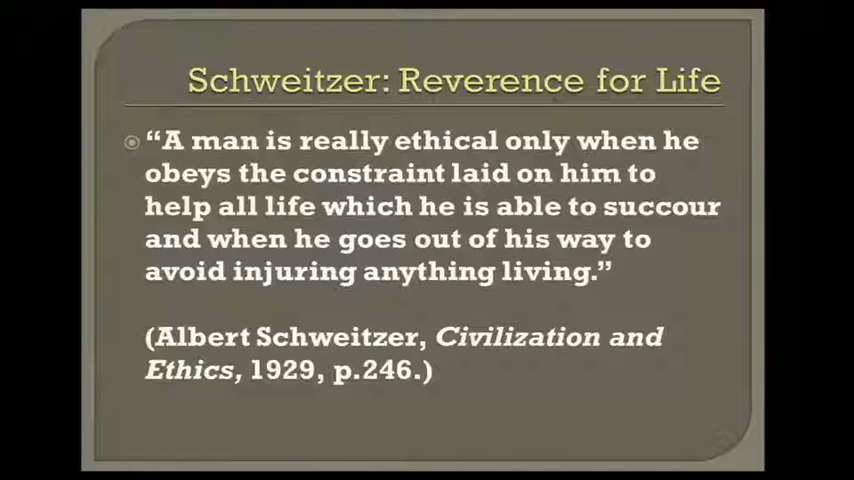 Schweitzer: Reverence for Life
“A man is really ethical only when he
obeys the constraint laid on him to
help all life which he is able to succour
and when he goes out of his way to
avoid injuring anything living.”
(Albert Schweitzer, Civilization and
Ethics, 1929, p.246.)